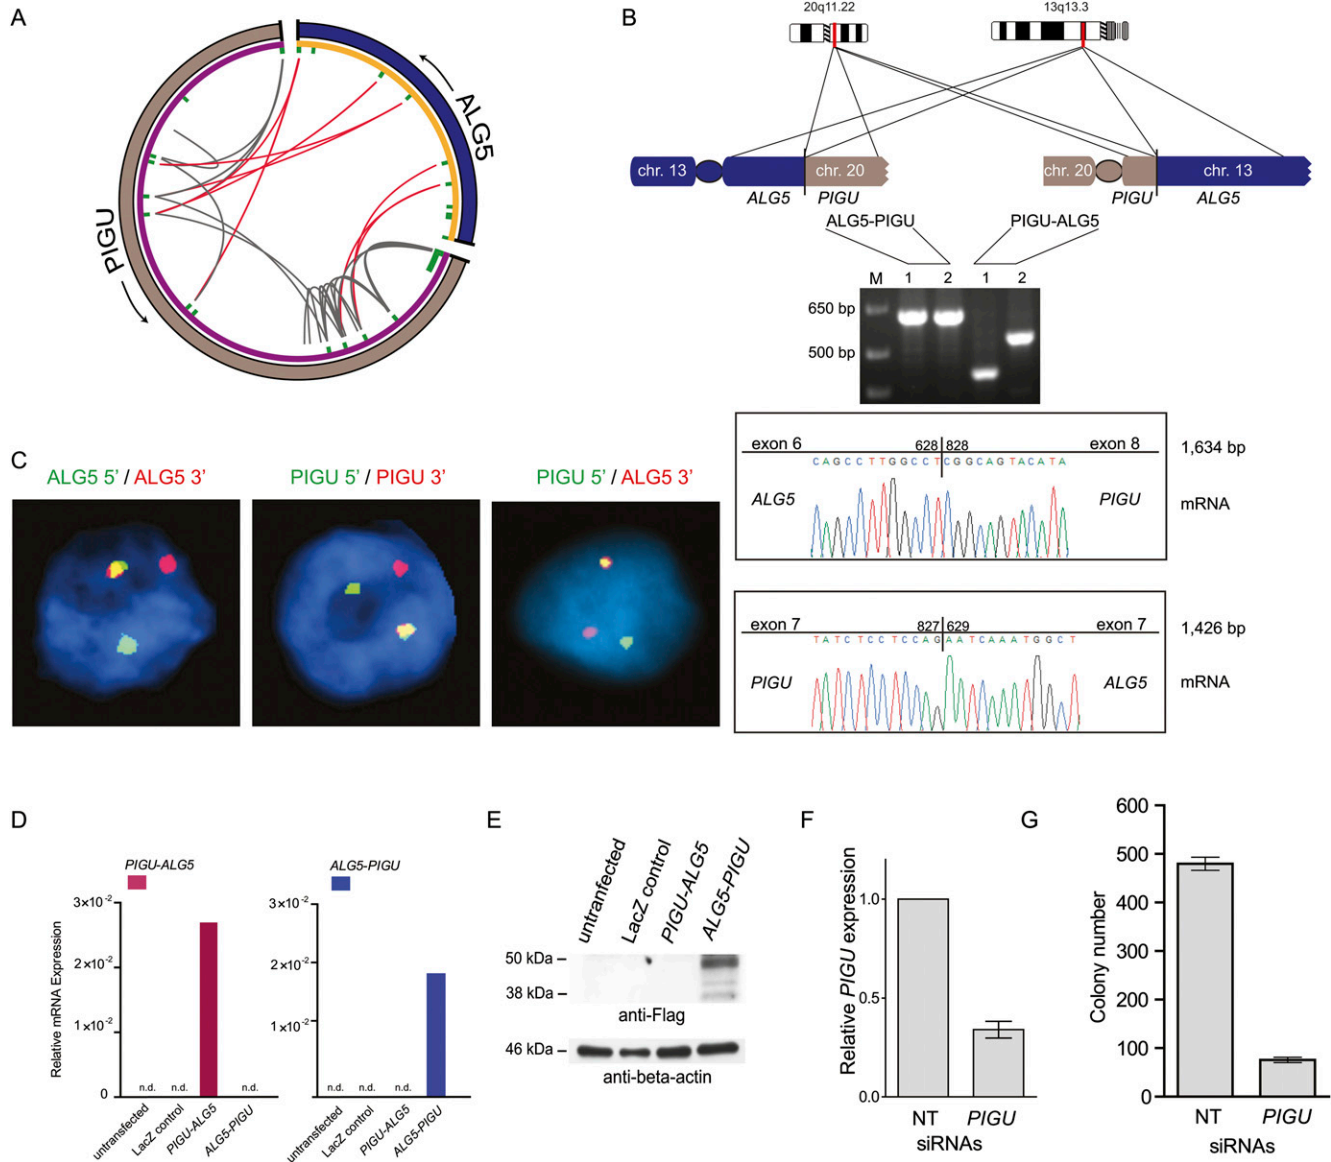 A
ALG5
PIGU
B
20q11.22
13q13.3
chr. 13
chr. 20
chr. 20
chr. 13
ALG5
PIGU
PIGU
ALG5
ALG5-PIGU
PIGU-ALG5
M 1 2 1 2
650 bp
500 bp
exon 6
628 828
exon 8
CAGCCTTGGCCTCGGCAGTACATA
ALG5
PIGU
1,634 bp
mRNA
exon 7
827 629
exon 7
TATCTCCTCCAGAATCAAATGGCT
PIGU
ALG5
1,426 bp
mRNA
C
ALG5 5’ / ALG5 3’
PIGU 5’ / PIGU 3’
PIGU 5’ / ALG5 3’
D
PIGU-ALG5
Relative mRNA Expression
3×10⁻²
2×10⁻²
1×10⁻²
0
n.d.
n.d.
n.d.
untransfected
LacZ control
PIGU-ALG5
ALG5-PIGU
ALG5-PIGU
3×10⁻²
2×10⁻²
1×10⁻²
n.d.
n.d.
n.d.
untransfected
LacZ control
PIGU-ALG5
ALG5-PIGU
E
untransfected
LacZ control
PIGU-ALG5
ALG5-PIGU
50 kDa
38 kDa
anti-Flag
46 kDa
anti-beta-actin
F
Relative PIGU expression
1.0
0.5
0.0
NT
PIGU
siRNAs
G
Colony number
600
500
400
300
200
100
0
NT
PIGU
siRNAs